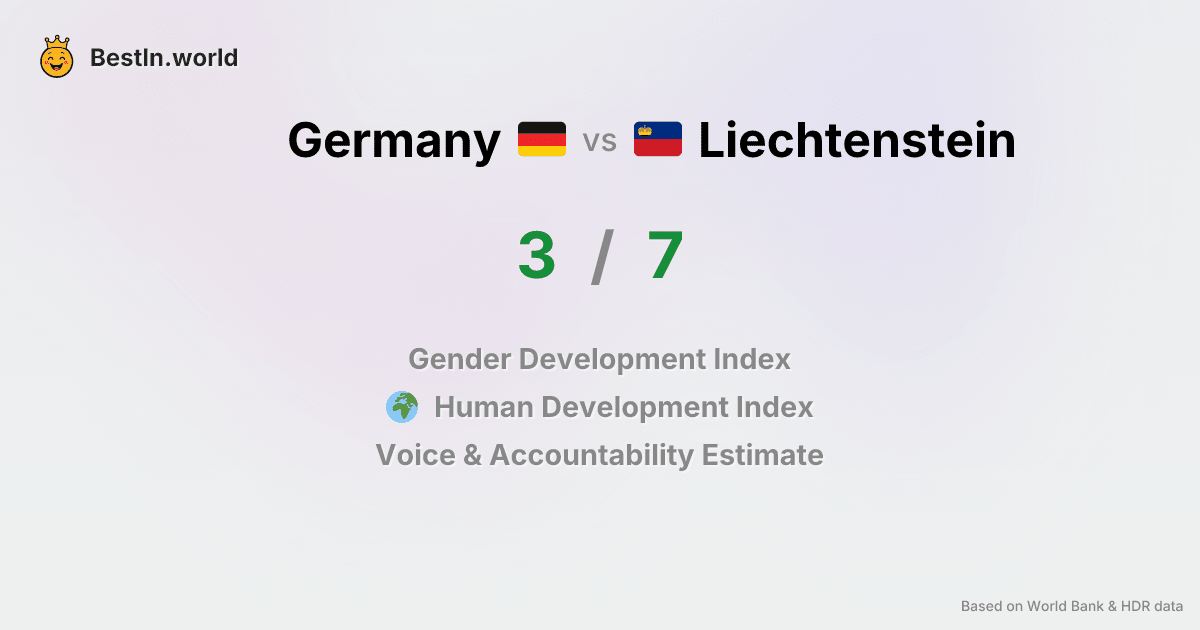 BestIn.world
Germany vs Liechtenstein
3 / 7
Gender Development Index
Human Development Index
Voice & Accountability Estimate
Based on World Bank & HDR data